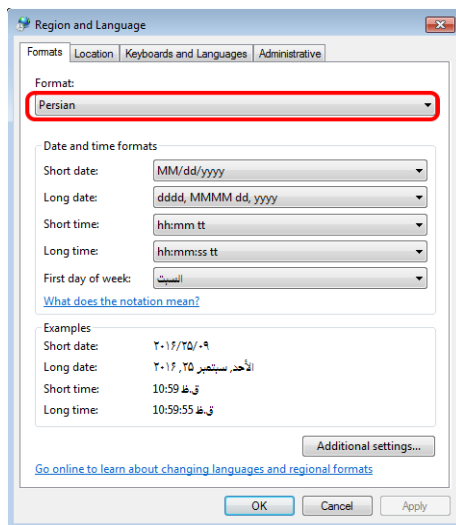 Region and Language
Formats
Location
Keyboards and Languages
Administrative
Format:
Persian
Date and time formats
Short date: MM/dd/yyyy
Long date: dddd, MMMM dd, yyyy
Short time: hh:mm tt
Long time: hh:mm:ss tt
First day of week: السبت
What does the notation mean?
Examples
Short date: ۲۰۱۶/۲۵/۰۹
Long date: الأحد, سبتمبر ۲۵, ۲۰۱۶
Short time: 10:59 ق.ظ
Long time: 10:59:55 ق.ظ
Additional settings...
Go online to learn about changing languages and regional formats
OK
Cancel
Apply